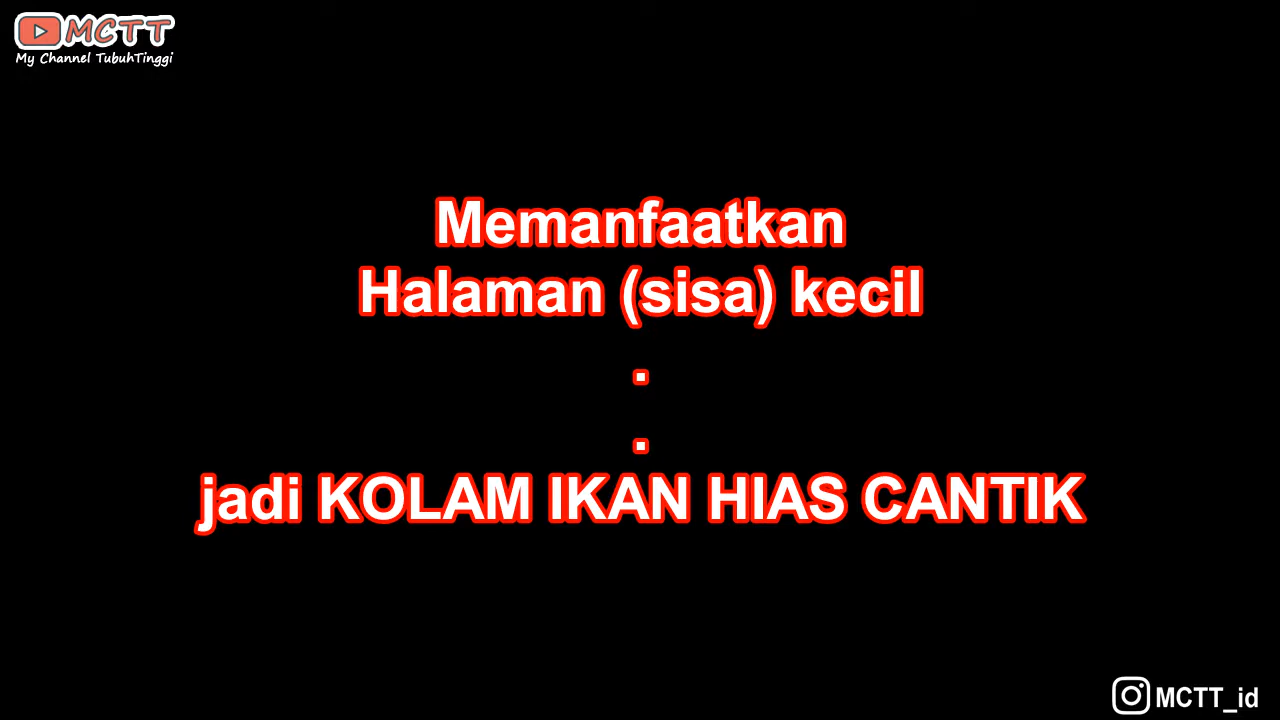 MCTT
My Channel TubuhTinggi
Memanfaatkan
Halaman (sisa) kecil
.
.
jadi KOLAM IKAN HIAS CANTIK
MCTT_id